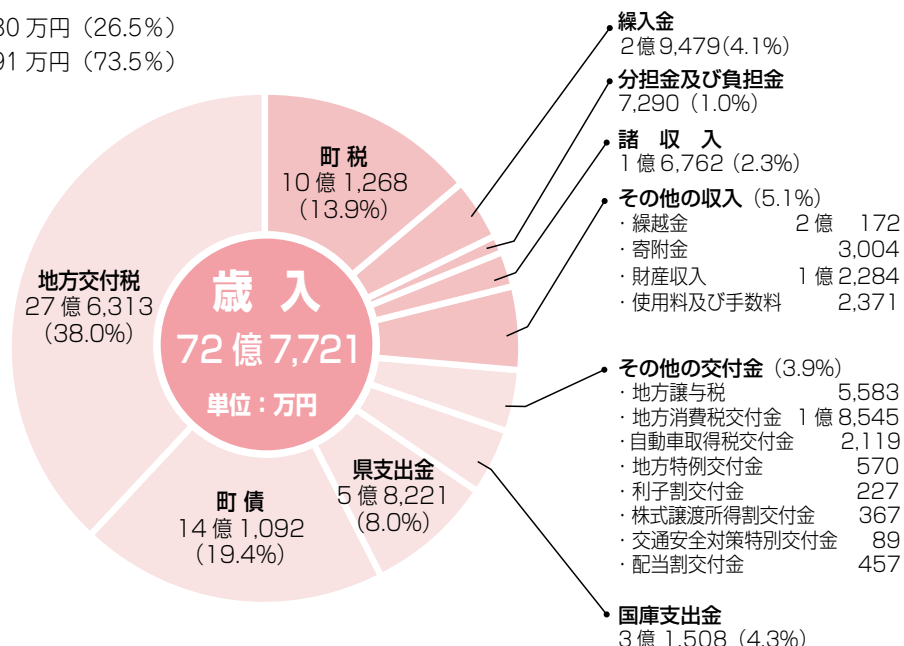 30 万円（26.5％）
91 万円（73.5％）
繰入金
2億 9,479(4.1%)
分担金及び負担金
7,290（1.0%）
諸　収　入
1億 6,762（2.3%）
その他の収入（5.1%）
・繰越金　2億　172
・寄附金　3,004
・財産収入　1億 2,284
・使用料及び手数料　2,371
その他の交付金（3.9%）
・地方譲与税　5,583
・地方消費税交付金　1億 8,545
・自動車取得税交付金　2,119
・地方特例交付金　570
・利子割交付金　227
・株式譲渡所得割交付金　367
・交通安全対策特別交付金　89
・配当割交付金　457
国庫支出金
3億 1,508（4.3%）
県支出金
5億 8,221
（8.0%）
町 債
14億 1,092
（19.4%）
地方交付税
27億 6,313
（38.0%）
町 税
10億 1,268
（13.9%）
歳 入
72億 7,721
単位：万円